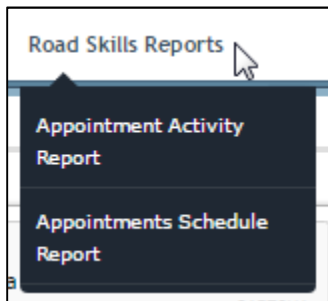 Road Skills Reports
Appointment Activity
Report
Appointments Schedule
Report
a